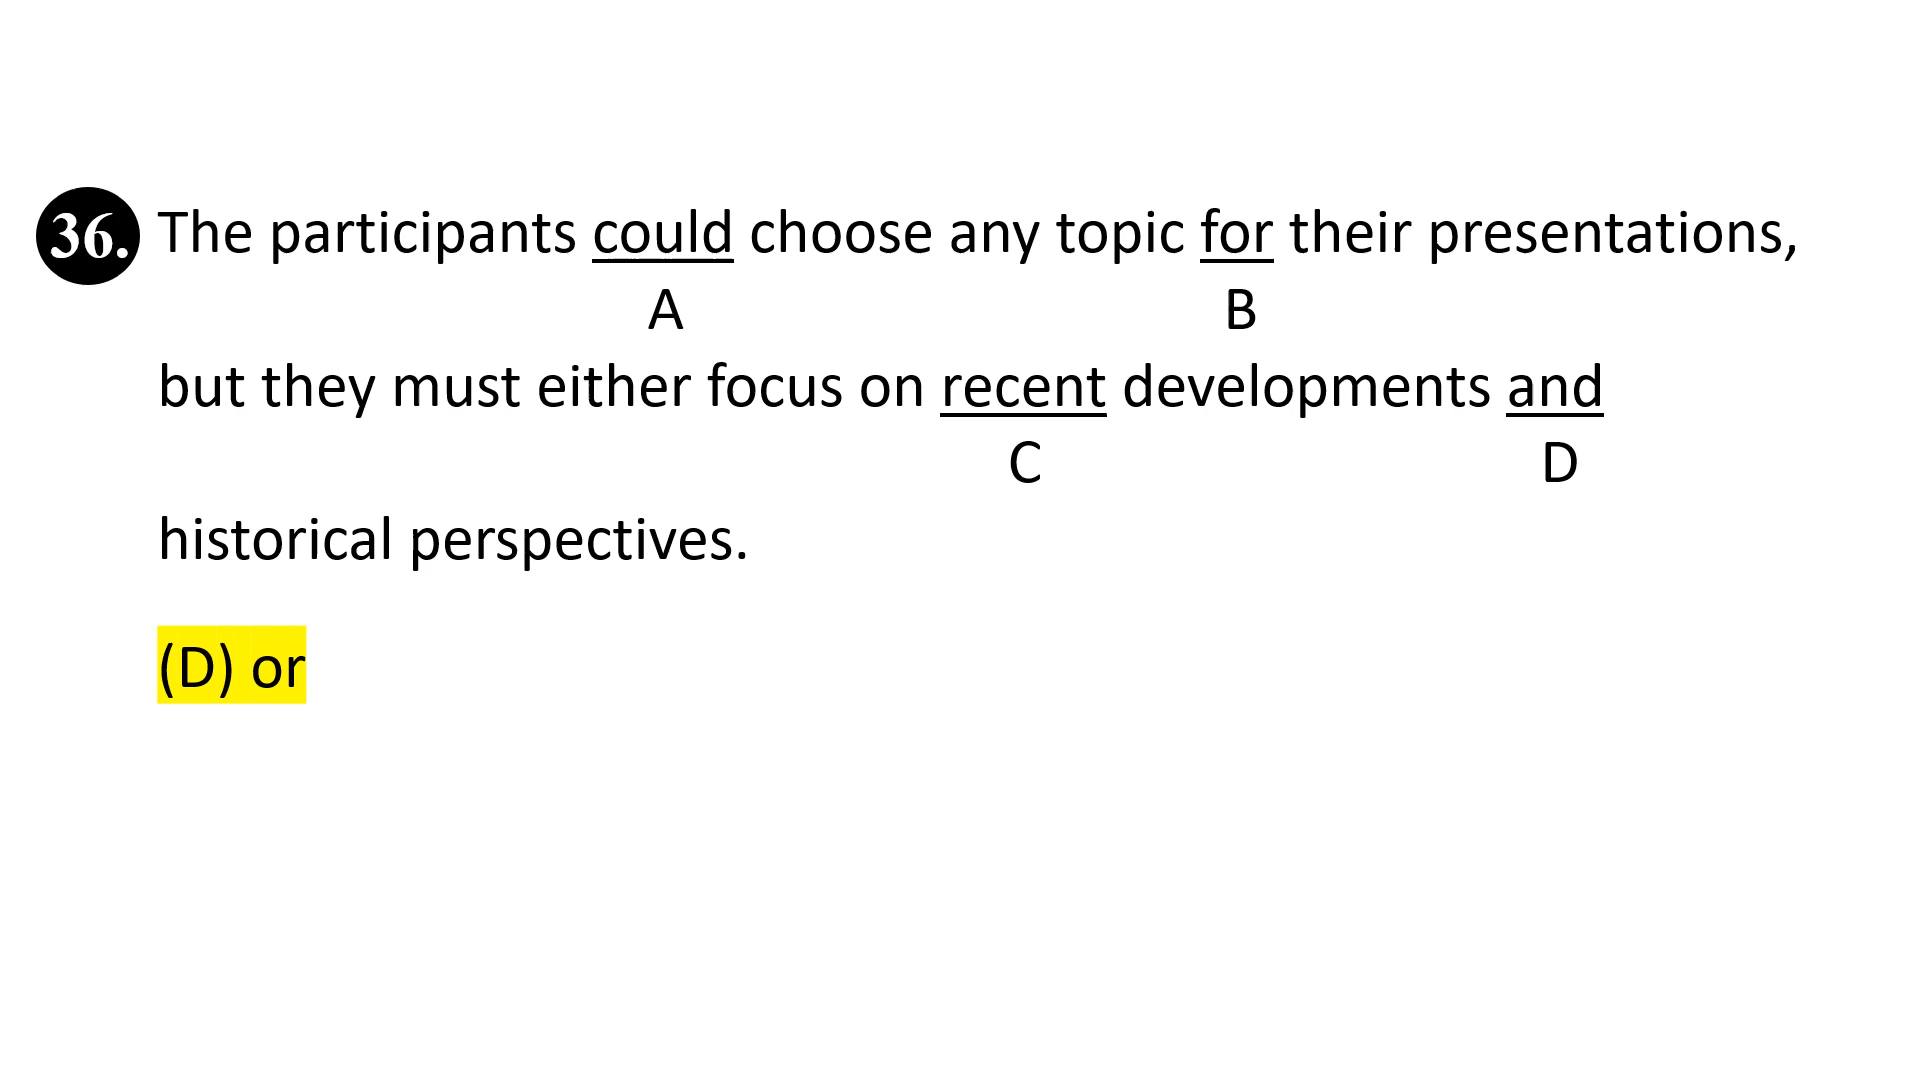 36. The participants could choose any topic for their presentations,
A B
but they must either focus on recent developments and
C D
historical perspectives.
(D) or